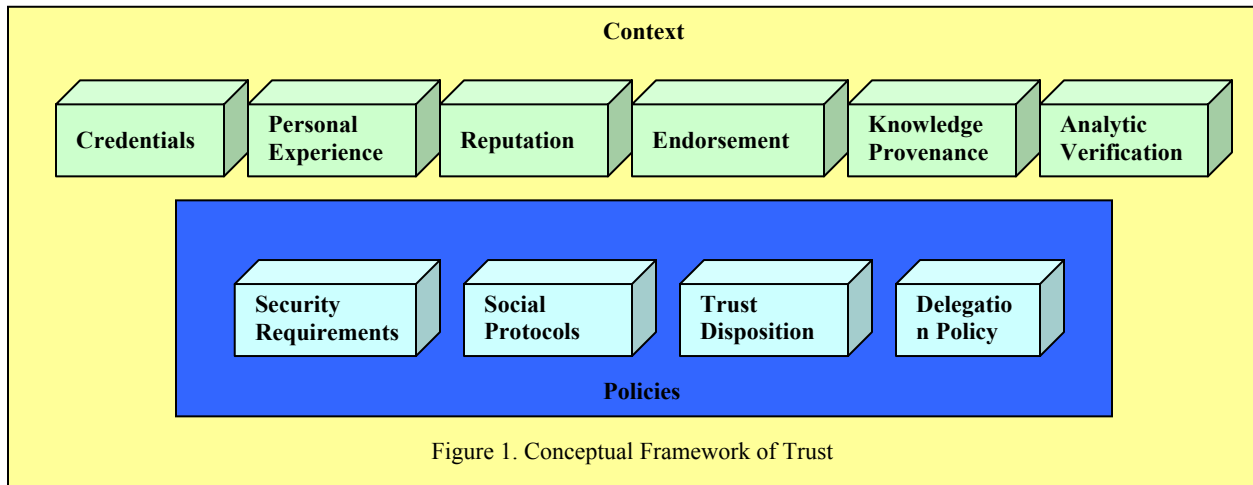 Context
Credentials
Personal
Experience
Reputation
Endorsement
Knowledge
Provenance
Analytic
Verification
Security
Requirements
Social
Protocols
Trust
Disposition
Delegatio
n Policy
Policies
Figure 1. Conceptual Framework of Trust